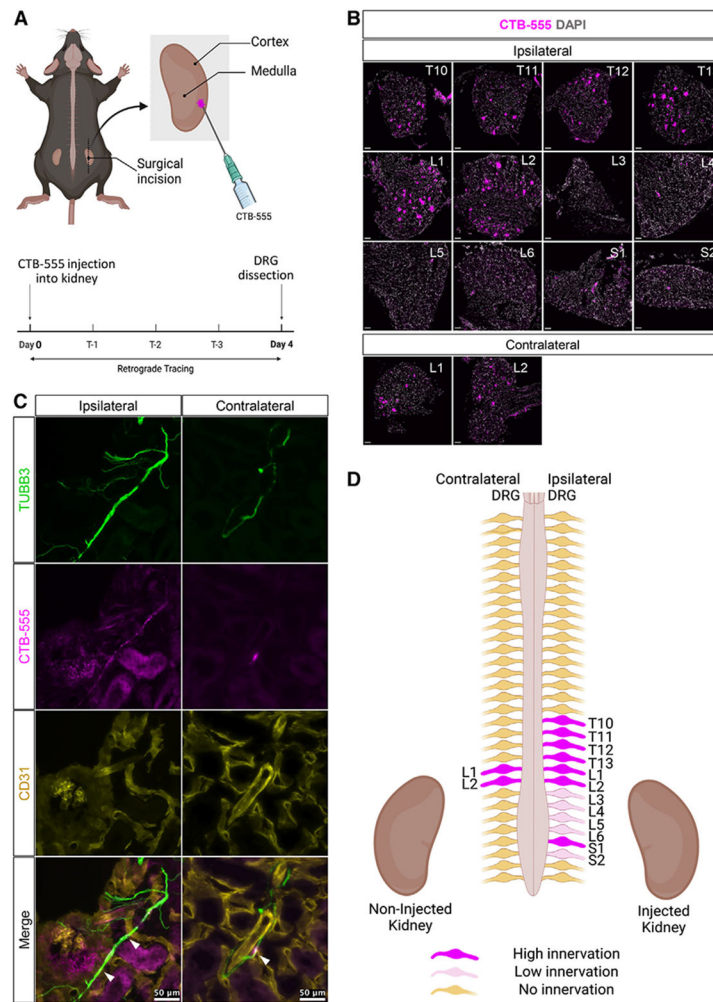 A
Cortex
Medulla
Surgical
incision
CTB-555
CTB-555 injection
into kidney
DRG
dissection
Day 0
T-1
T-2
T-3
Day 4
Retrograde Tracing
B
CTB-555 DAPI
Ipsilateral
T10
T11
T12
T1
L1
L2
L3
L4
L5
L6
S1
S2
Contralateral
L1
L2
C
Ipsilateral
Contralateral
TUBB3
CTB-555
CD31
Merge
50 μm
50 μm
D
Contralateral
DRG
Ipsilateral
DRG
T10
T11
T12
T13
L1
L1
L2
L2
L3
L4
L5
L6
S1
S2
Non-Injected
Kidney
Injected
Kidney
High innervation
Low innervation
No innervation